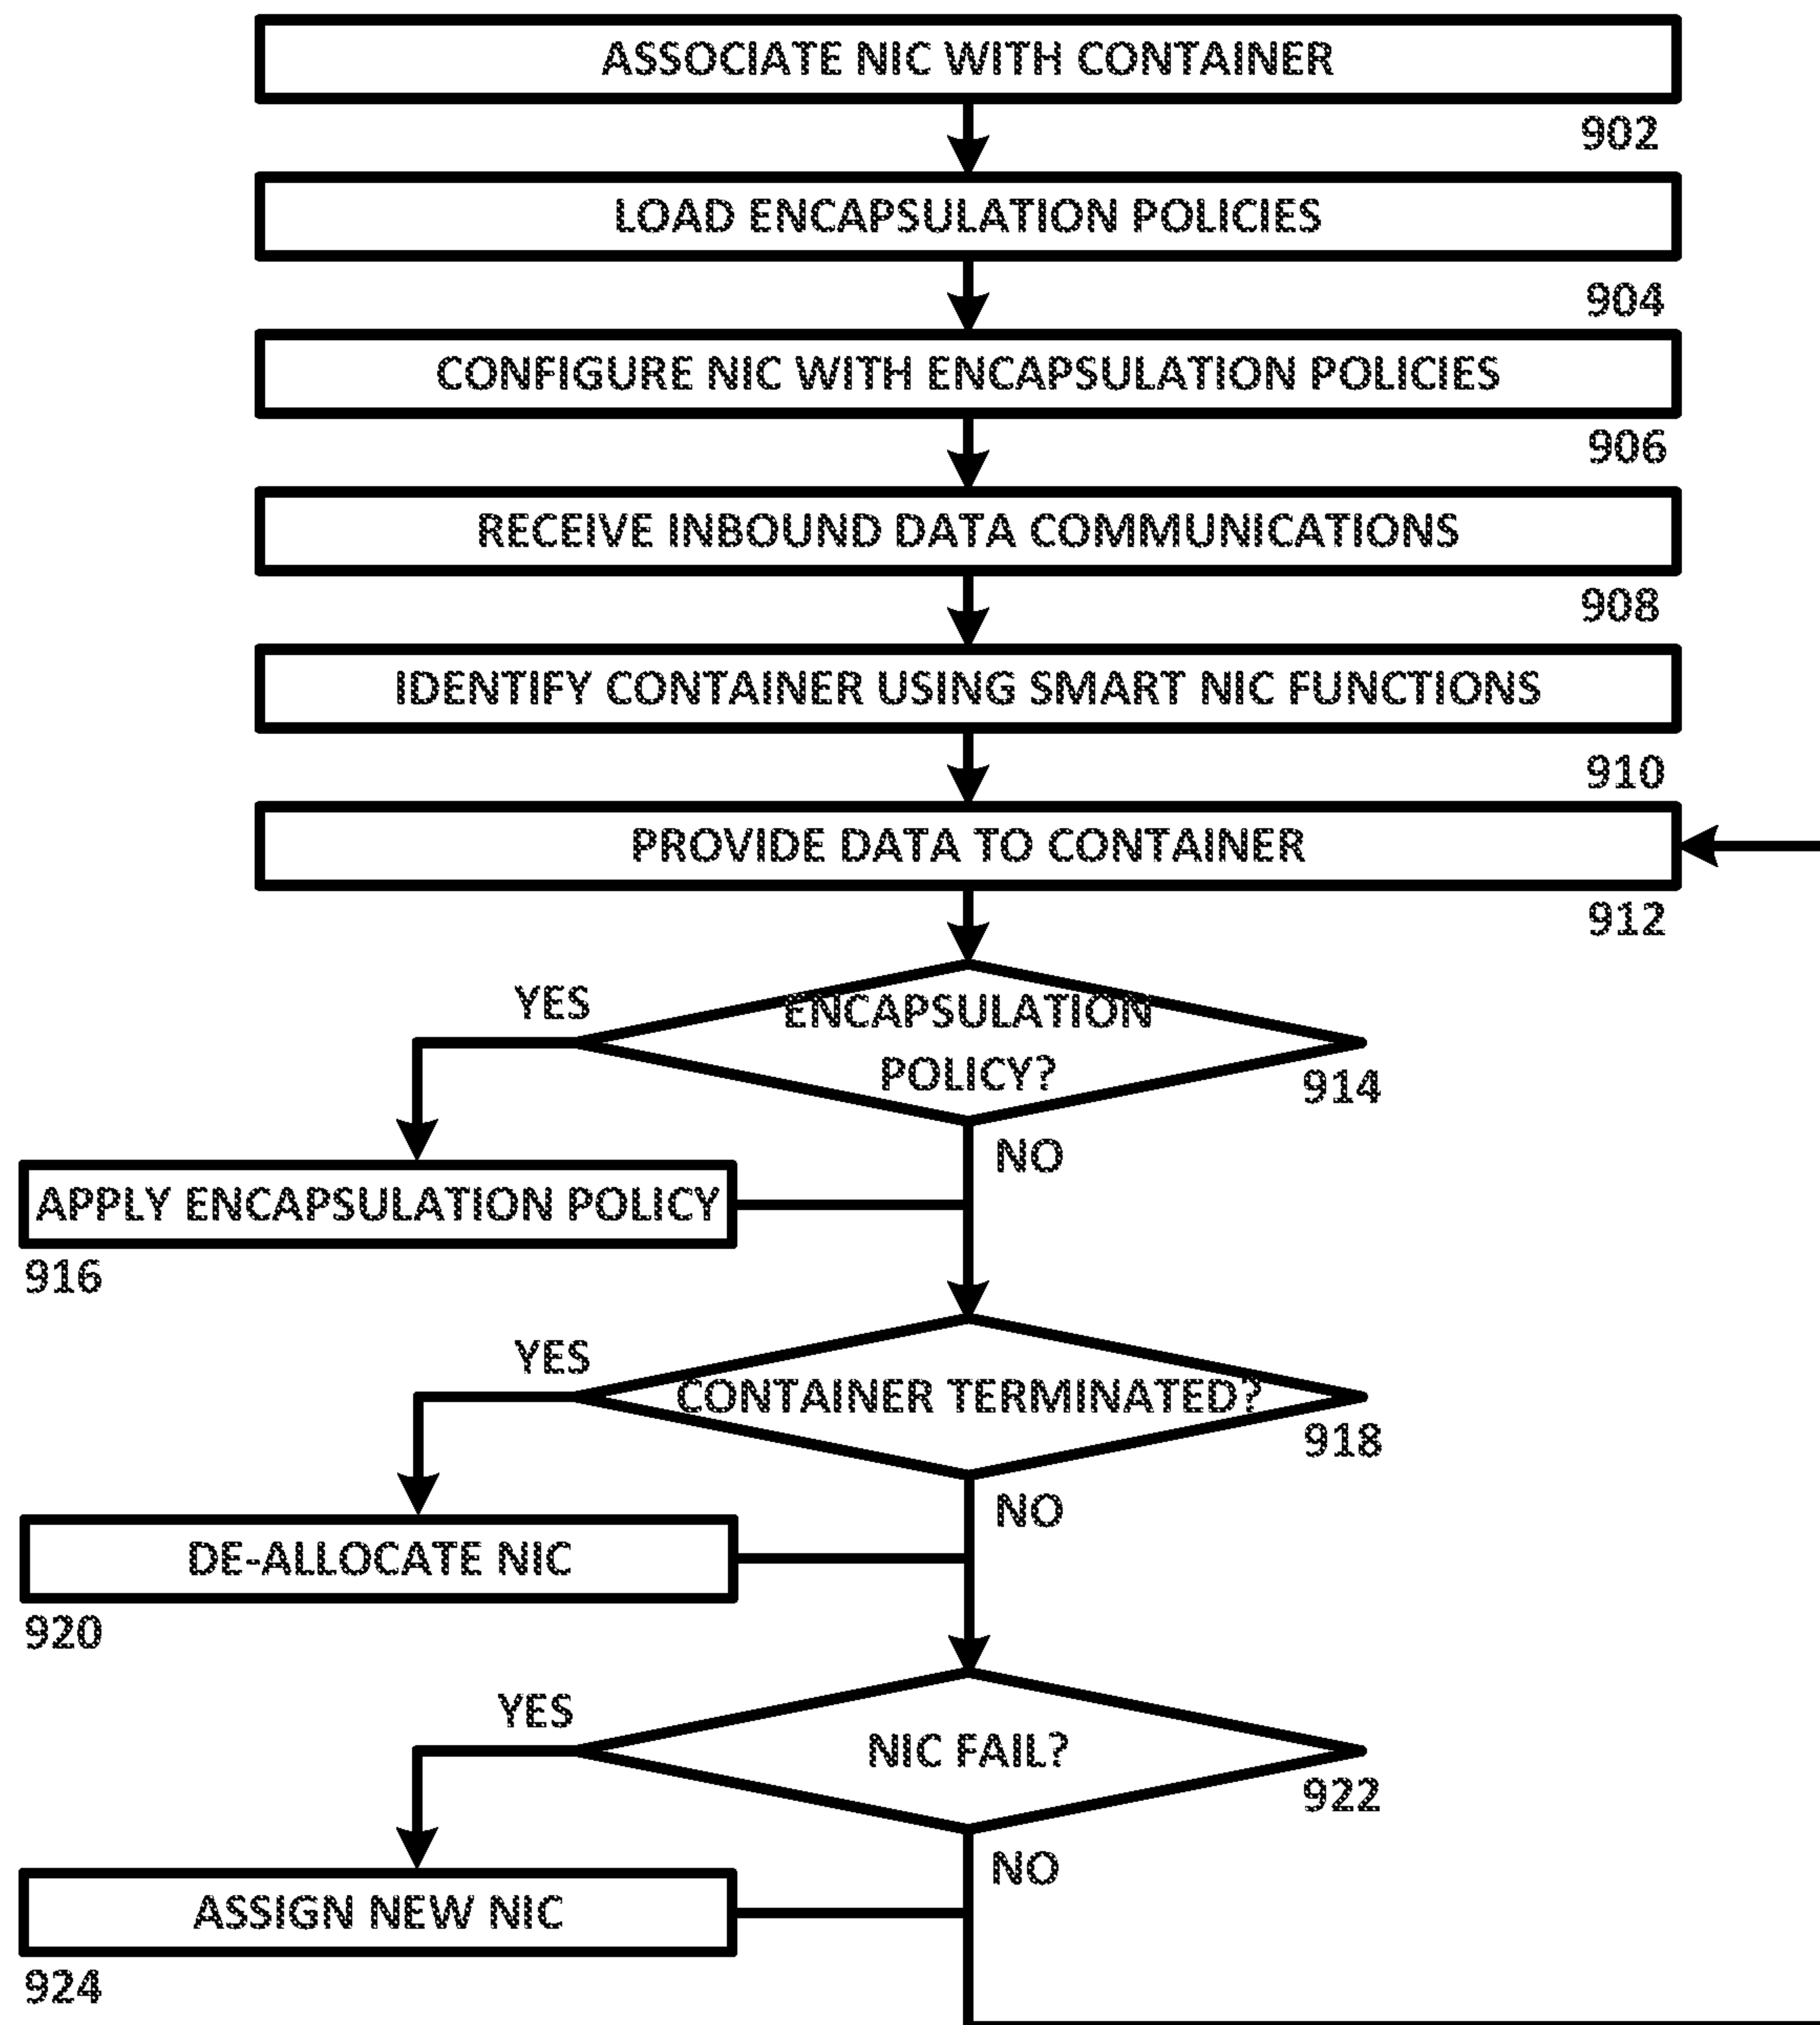 ASSOCIATE NIC WITH CONTAINER
902
LOAD ENCAPSULATION POLICIES
904
CONFIGURE NIC WITH ENCAPSULATION POLICIES
906
RECEIVE INBOUND DATA COMMUNICATIONS
908
IDENTIFY CONTAINER USING SMART NIC FUNCTIONS
910
PROVIDE DATA TO CONTAINER
912
YES
ENCAPSULATION
POLICY?
914
NO
APPLY ENCAPSULATION POLICY
916
YES
CONTAINER TERMINATED?
918
NO
DE-ALLOCATE NIC
920
YES
NIC FAIL?
922
NO
ASSIGN NEW NIC
924